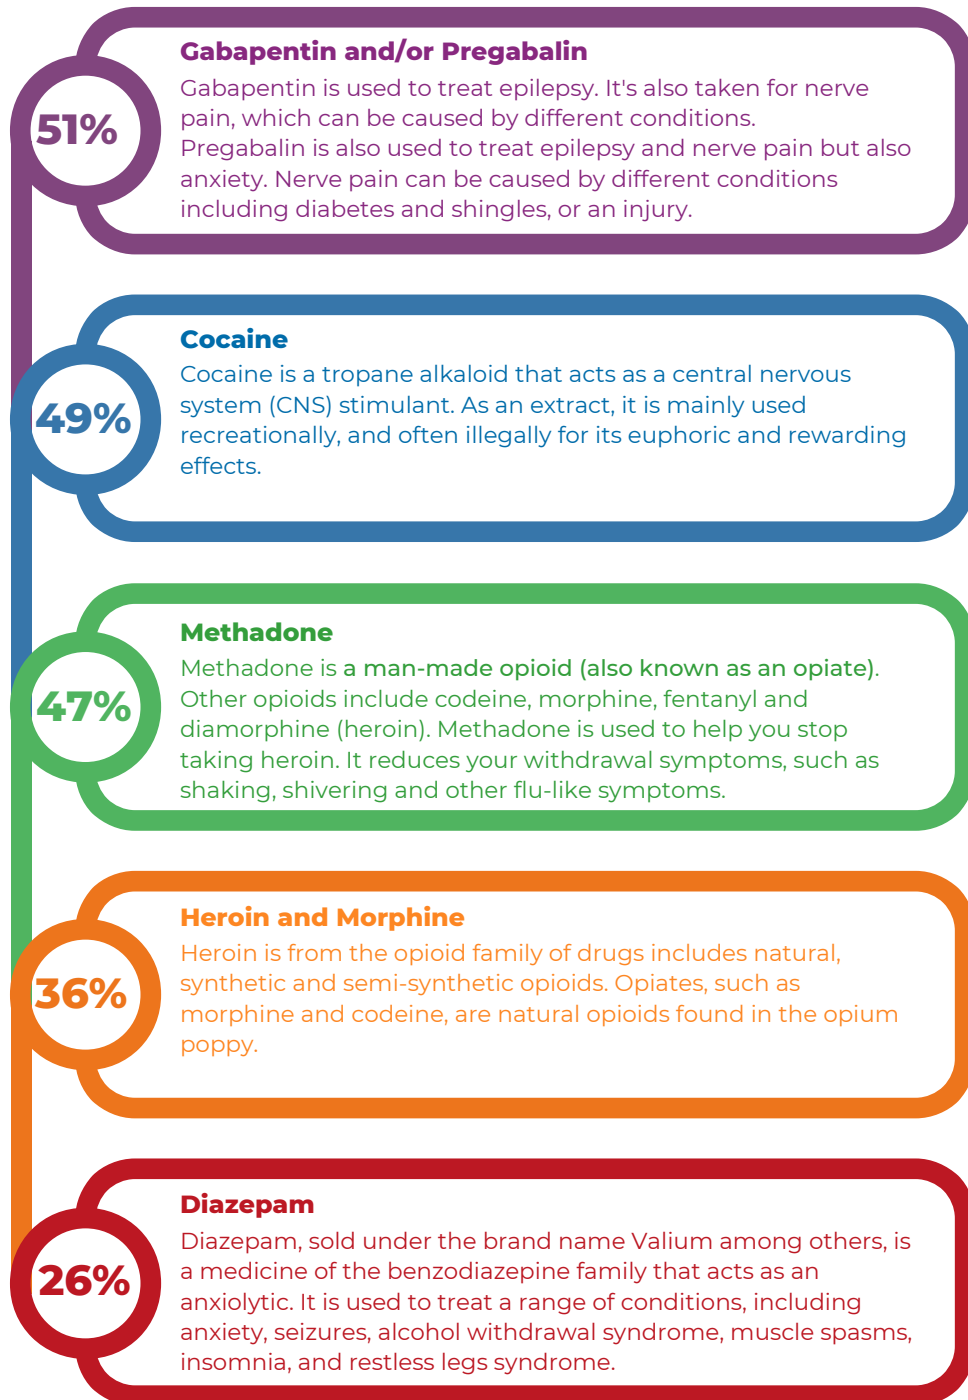 Gabapentin and/or Pregabalin
51%
Gabapentin is used to treat epilepsy. It's also taken for nerve
pain, which can be caused by different conditions.
Pregabalin is also used to treat epilepsy and nerve pain but also
anxiety. Nerve pain can be caused by different conditions
including diabetes and shingles, or an injury.
Cocaine
49%
Cocaine is a tropane alkaloid that acts as a central nervous
system (CNS) stimulant. As an extract, it is mainly used
recreationally, and often illegally for its euphoric and rewarding
effects.
Methadone
47%
Methadone is a man-made opioid (also known as an opiate).
Other opioids include codeine, morphine, fentanyl and
diamorphine (heroin). Methadone is used to help you stop
taking heroin. It reduces your withdrawal symptoms, such as
shaking, shivering and other flu-like symptoms.
Heroin and Morphine
36%
Heroin is from the opioid family of drugs includes natural,
synthetic and semi-synthetic opioids. Opiates, such as
morphine and codeine, are natural opioids found in the opium
poppy.
Diazepam
26%
Diazepam, sold under the brand name Valium among others, is
a medicine of the benzodiazepine family that acts as an
anxiolytic. It is used to treat a range of conditions, including
anxiety, seizures, alcohol withdrawal syndrome, muscle spasms,
insomnia, and restless legs syndrome.